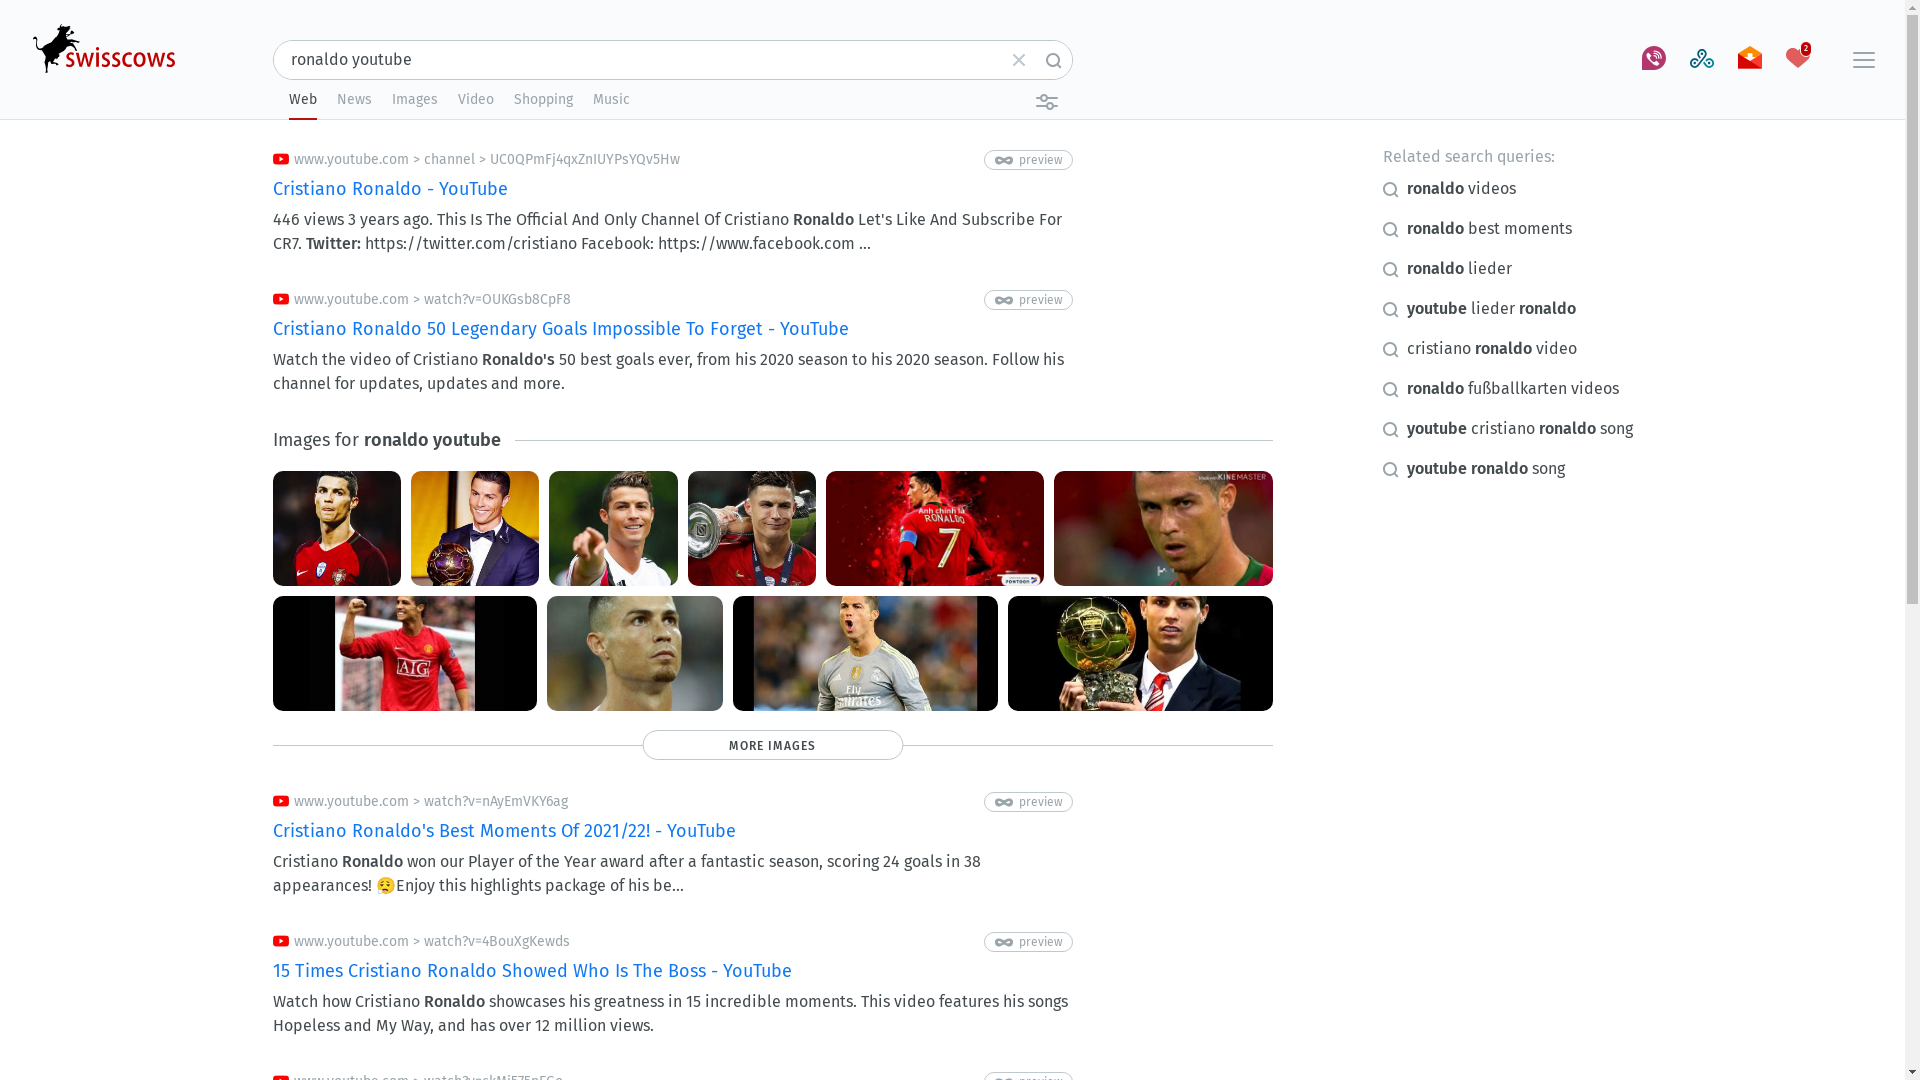 swisscows
ronaldo youtube
2
Web News Images Video Shopping Music
www.youtube.com > channel > UC0QPmFj4qxZnIUYPsYQv5Hw
preview
Cristiano Ronaldo - YouTube
446 views 3 years ago. This Is The Official And Only Channel Of Cristiano Ronaldo Let's Like And Subscribe For
CR7. Twitter: https://twitter.com/cristiano Facebook: https://www.facebook.com ...
www.youtube.com > watch?v=OUKGsb8CpF8
preview
Cristiano Ronaldo 50 Legendary Goals Impossible To Forget - YouTube
Watch the video of Cristiano Ronaldo's 50 best goals ever, from his 2020 season to his 2020 season. Follow his
channel for updates, updates and more.
Images for ronaldo youtube
Anh chính là
RONALDO
7
FONTOON
KINEMASTER
AIG
Fly
Emirates
MORE IMAGES
www.youtube.com > watch?v=nAyEmVKY6ag
preview
Cristiano Ronaldo's Best Moments Of 2021/22! - YouTube
Cristiano Ronaldo won our Player of the Year award after a fantastic season, scoring 24 goals in 38
appearances! 😮‍💨Enjoy this highlights package of his be...
www.youtube.com > watch?v=4BouXgKewds
preview
15 Times Cristiano Ronaldo Showed Who Is The Boss - YouTube
Watch how Cristiano Ronaldo showcases his greatness in 15 incredible moments. This video features his songs
Hopeless and My Way, and has over 12 million views.
Related search queries:
ronaldo videos
ronaldo best moments
ronaldo lieder
youtube lieder ronaldo
cristiano ronaldo video
ronaldo fußballkarten videos
youtube cristiano ronaldo song
youtube ronaldo song